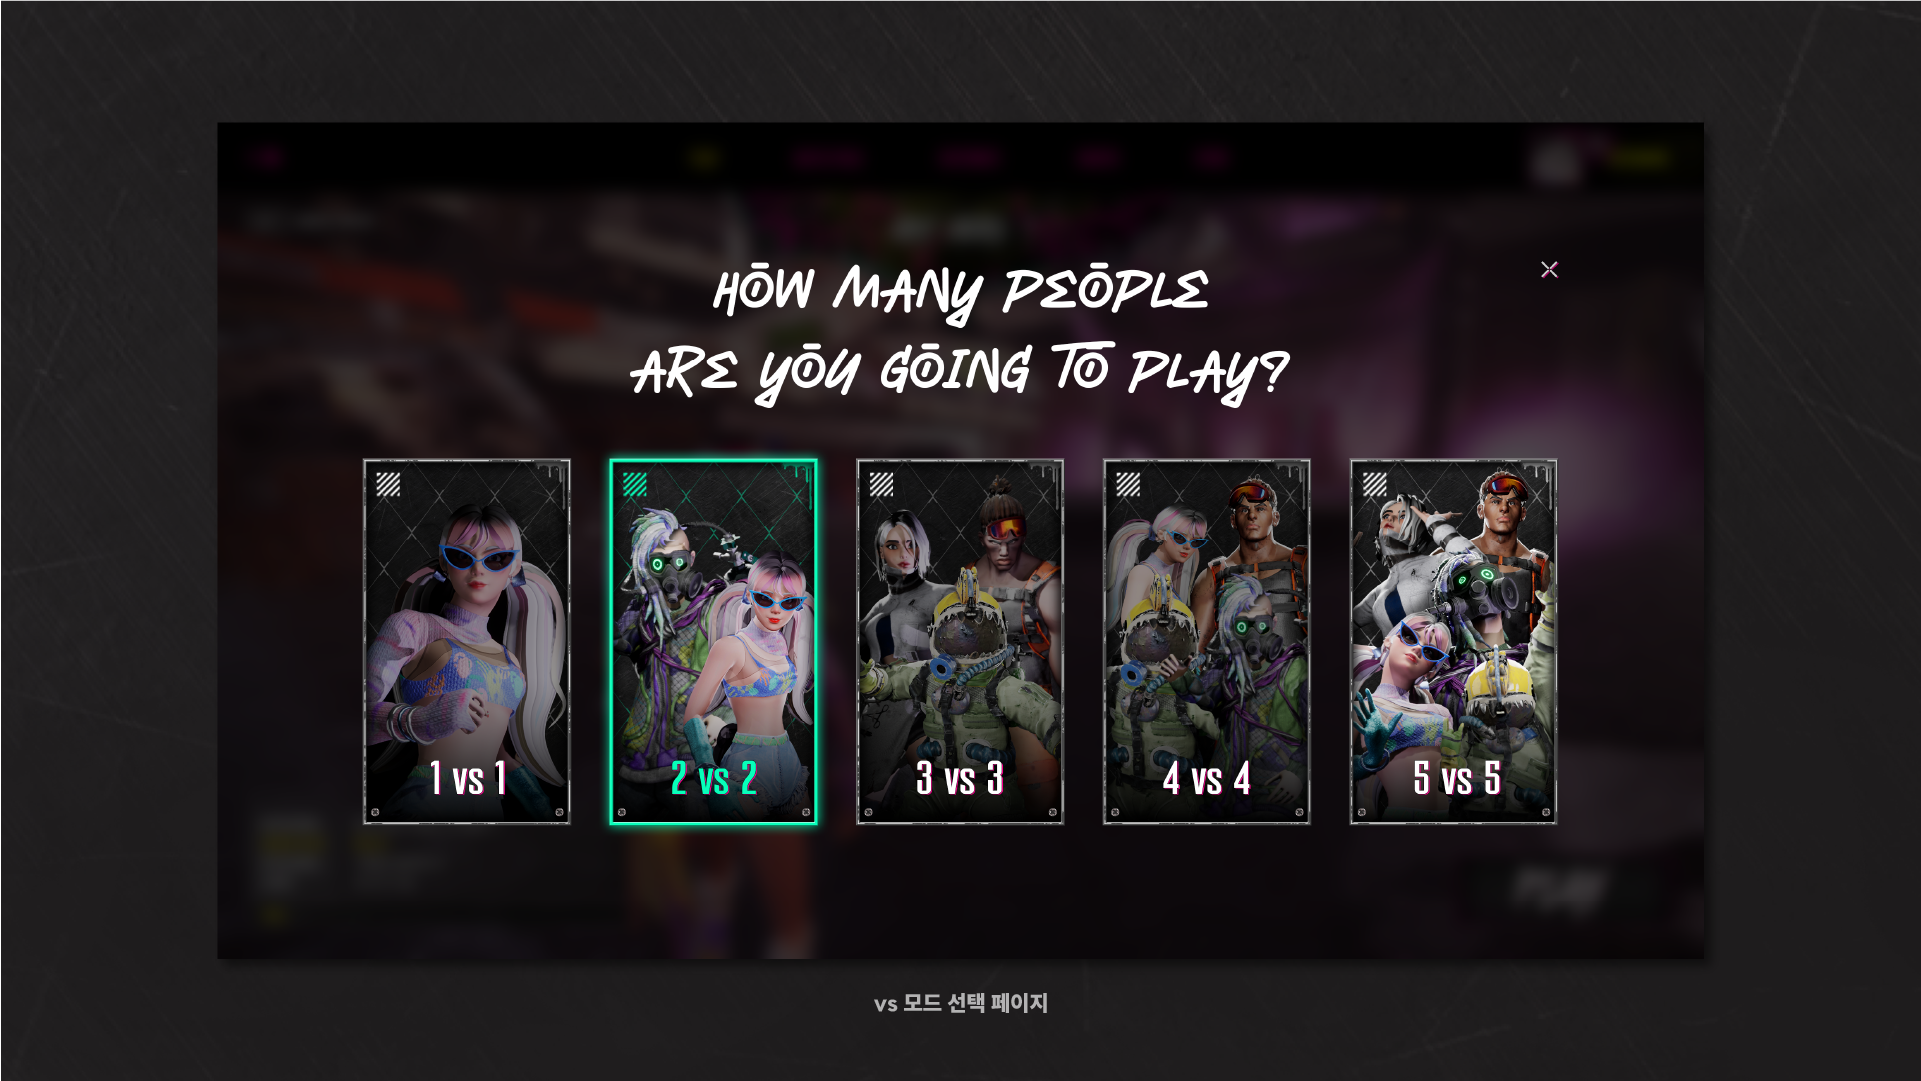 HOW MANY PEOPLE
ARE YOU GOING TO PLAY?
1 vs 1
2 vs 2
3 vs 3
4 vs 4
5 vs 5
PLAY
vs 모드 선택 페이지